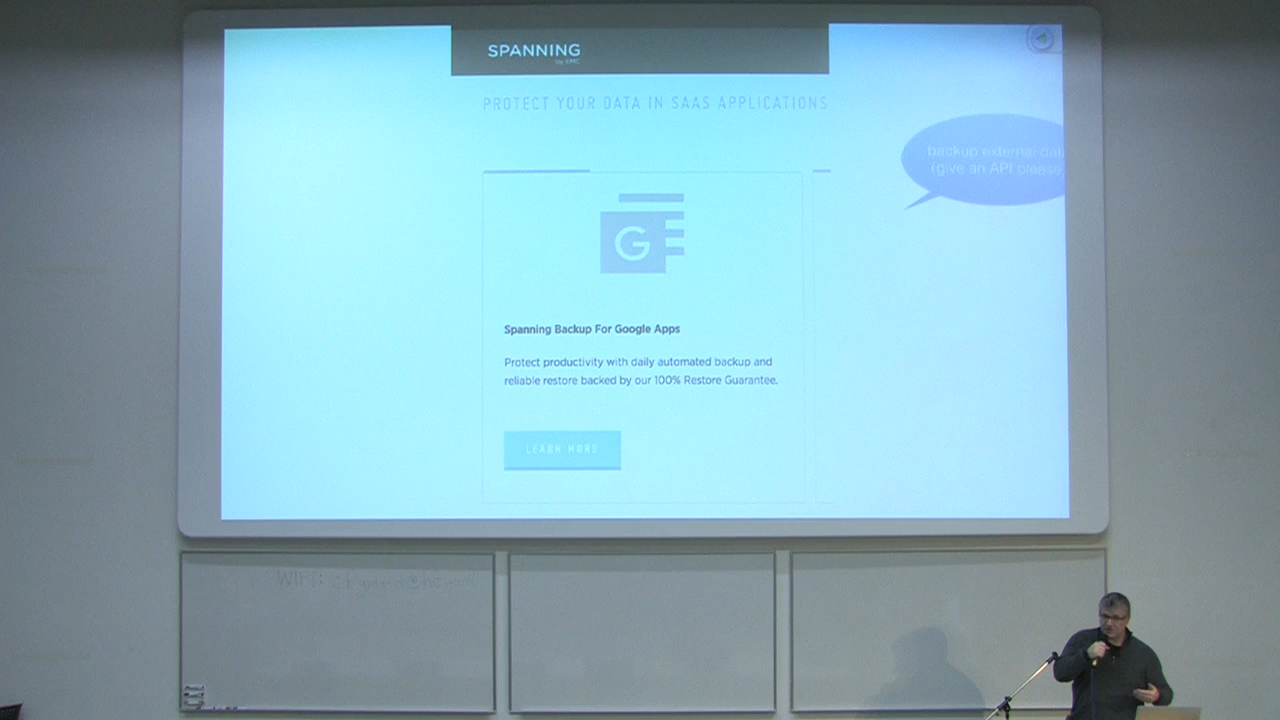 SPANNING
by EMC
PROTECT YOUR DATA IN SAAS APPLICATIONS
backup external dat
(give an API please
G
Spanning Backup For Google Apps
Protect productivity with daily automated backup and
reliable restore backed by our 100% Restore Guarantee.
LEARN MORE